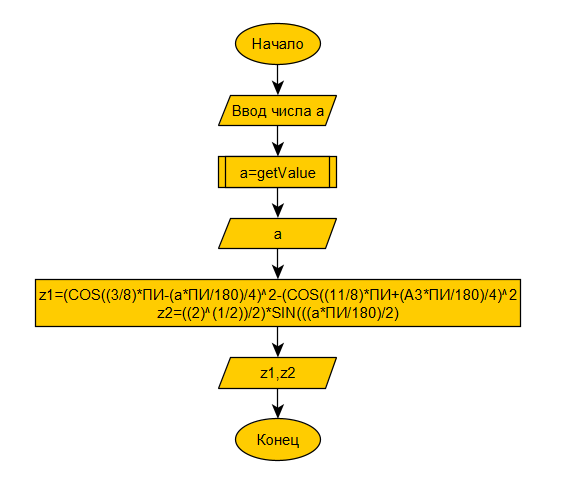 Начало
Ввод числа a
a=getValue
a
z1=(COS((3/8)*ПИ-(a*ПИ/180)/4)^2-(COS((11/8)*ПИ+(A3*ПИ/180)/4)^2
z2=((2)^(1/2))/2)*SIN(((a*ПИ/180)/2)
z1,z2
Конец